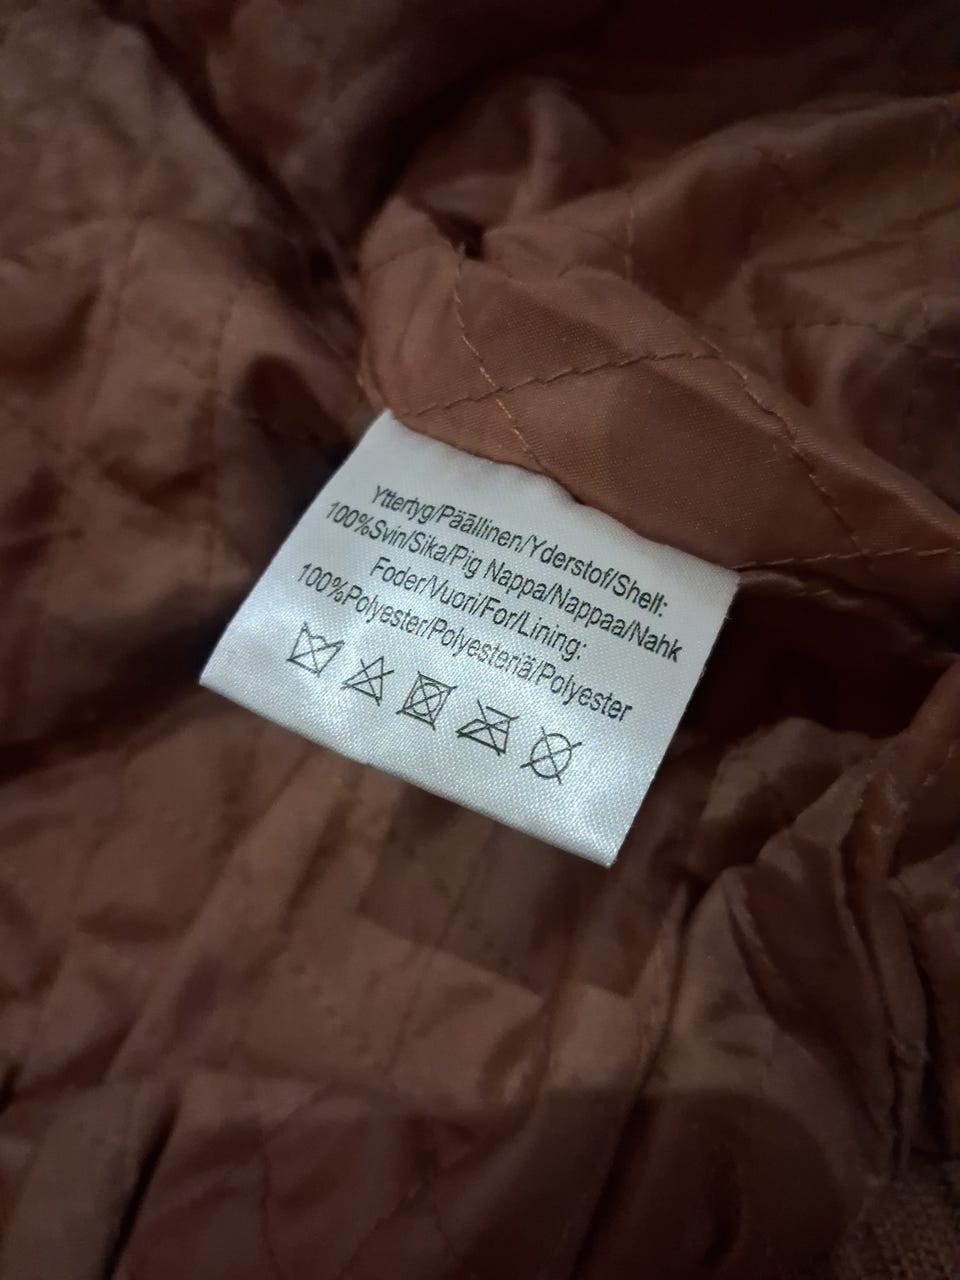 Yttertyg/Päällinen/Yderstof/Shell:
100%Svin/Sika/Pig Nappa/Nappaa/Nahk
Foder/Vuori/For/Lining:
100%Polyester/Polyesteriä/Polyester